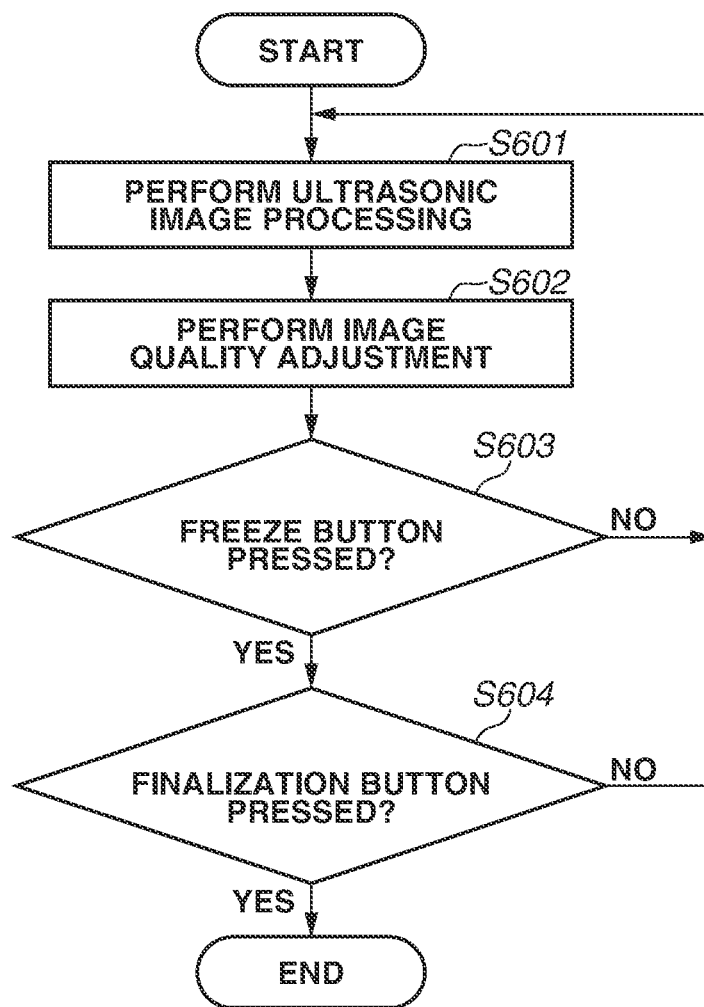 START
S601
PERFORM ULTRASONIC
IMAGE PROCESSING
S602
PERFORM IMAGE
QUALITY ADJUSTMENT
S603
FREEZE BUTTON
PRESSED?
NO
YES
S604
FINALIZATION BUTTON
PRESSED?
NO
YES
END